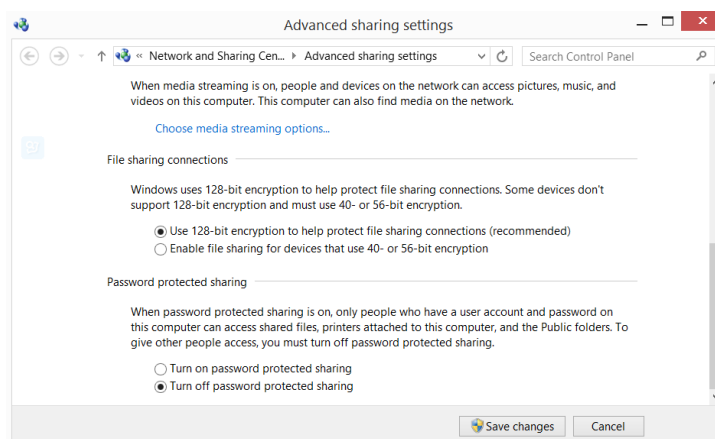 Advanced sharing settings
« Network and Sharing Cen... Advanced sharing settings Search Control Panel
When media streaming is on, people and devices on the network can access pictures, music, and
videos on this computer. This computer can also find media on the network.
Choose media streaming options...
File sharing connections
Windows uses 128-bit encryption to help protect file sharing connections. Some devices don't
support 128-bit encryption and must use 40- or 56-bit encryption.
Use 128-bit encryption to help protect file sharing connections (recommended)
Enable file sharing for devices that use 40- or 56-bit encryption
Password protected sharing
When password protected sharing is on, only people who have a user account and password on
this computer can access shared files, printers attached to this computer, and the Public folders. To
give other people access, you must turn off password protected sharing.
Turn on password protected sharing
Turn off password protected sharing
Save changes Cancel